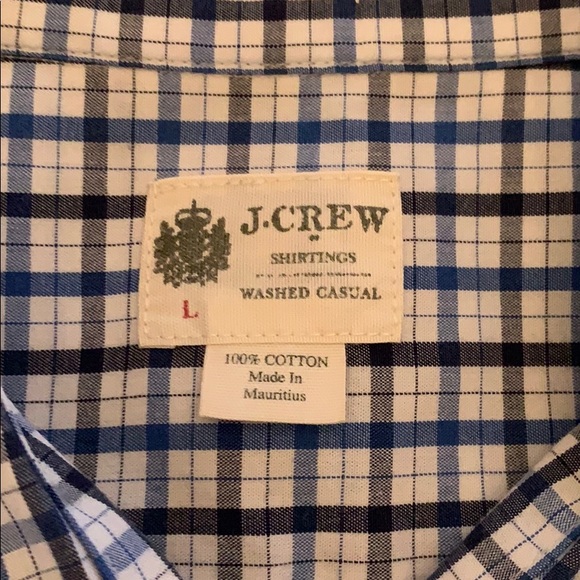 J.CREW
SHIRTINGS
WASHED CASUAL
L
100% COTTON
Made In
Mauritius